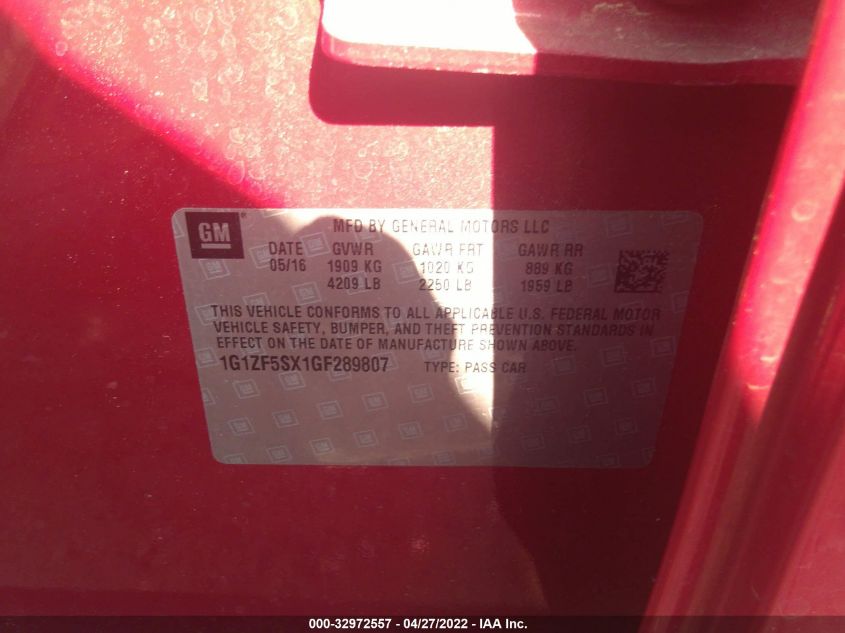 GM ®
MFD BY GENERAL MOTORS LLC
DATE GVWR GAWR FRT GAWR RR
05/16 1909 KG 1020 KG 889 KG
4209 LB 2250 LB 1959 LB
THIS VEHICLE CONFORMS TO ALL APPLICABLE U.S. FEDERAL MOTOR
VEHICLE SAFETY, BUMPER, AND THEFT PREVENTION STANDARDS IN
EFFECT ON THE DATE OF MANUFACTURE SHOWN ABOVE.
1G1ZF5SX1GF289807 TYPE: PASS CAR
000-32972557 - 04/27/2022 - IAA Inc.